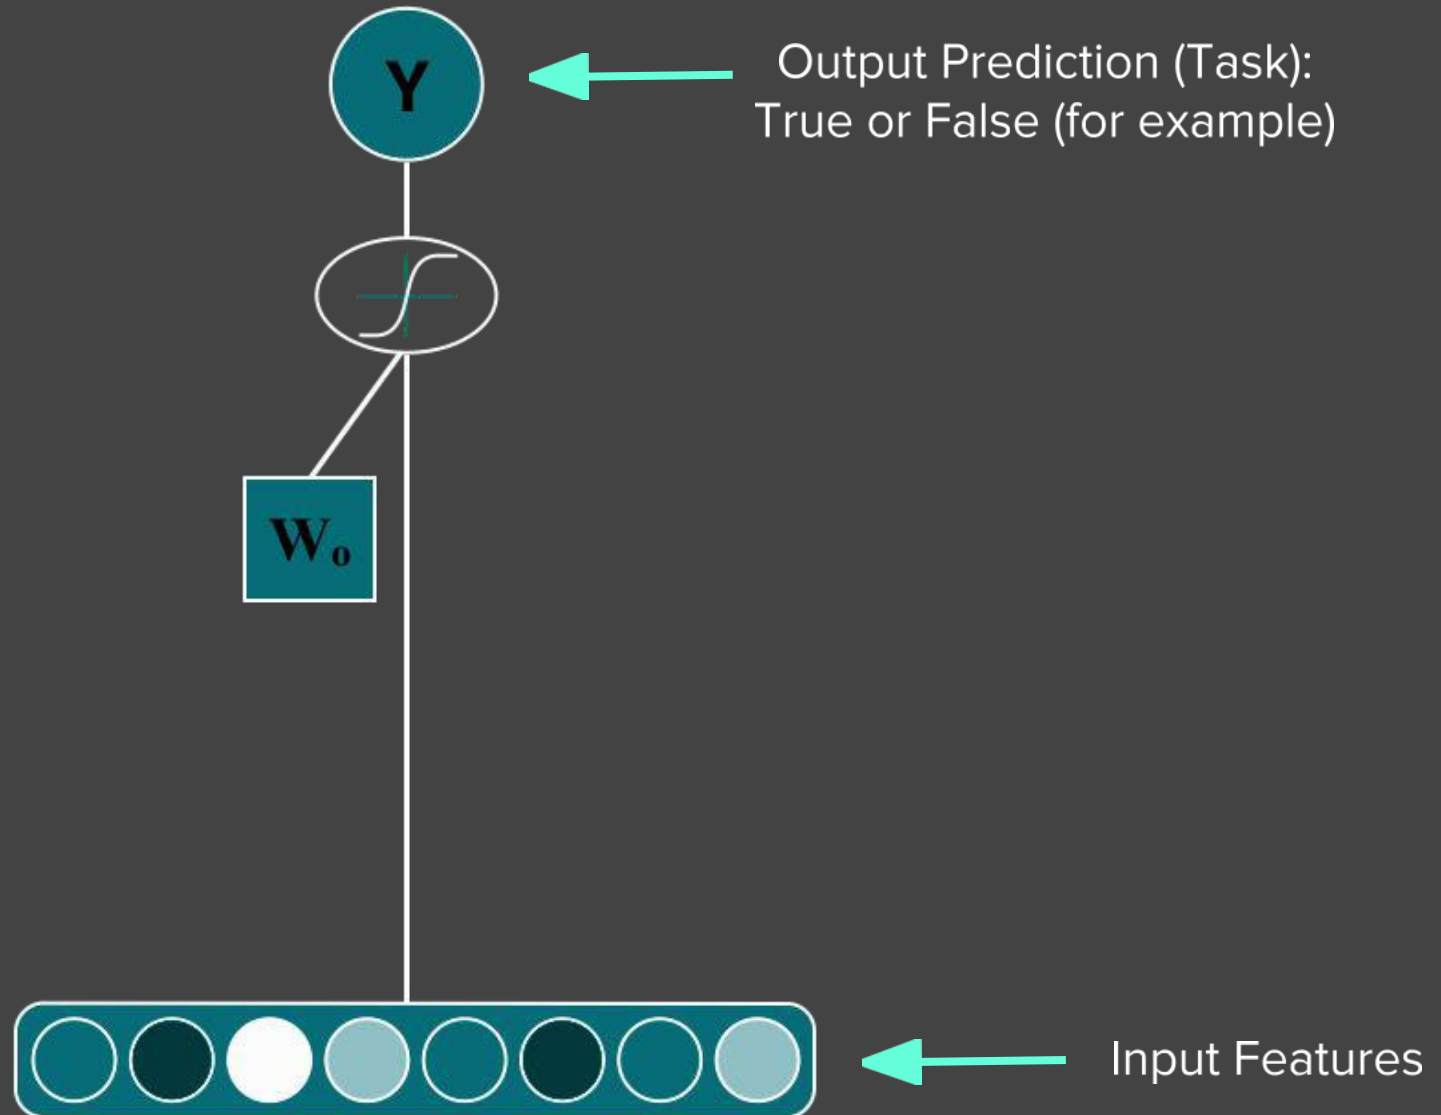 Y
Output Prediction (Task):
True or False (for example)
Wo
Input Features